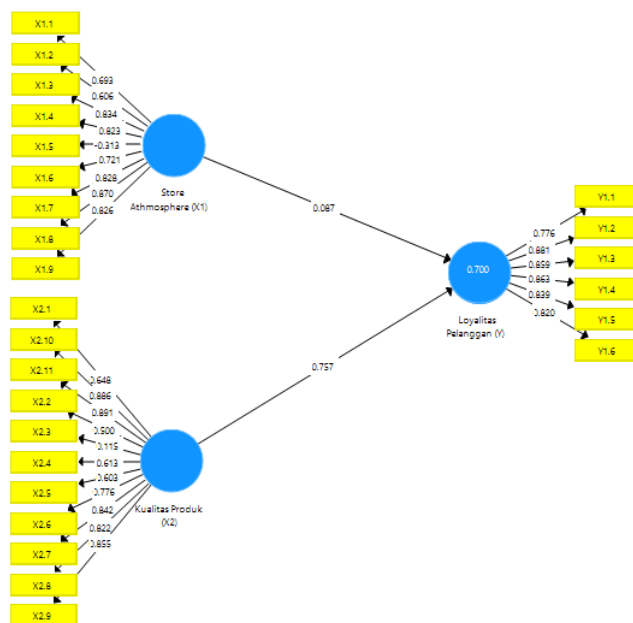 X1.1
X1.2
X1.3
X1.4
X1.5
X1.6
X1.7
X1.8
X1.9
0.693
0.606
0.834
0.823
-0.313
0.721
0.828
0.870
0.826
Store
Athmosphere (X1)
0.087
X2.1
X2.10
X2.11
X2.2
X2.3
X2.4
X2.5
X2.6
X2.7
X2.8
X2.9
0.648
0.886
0.891
0.500
0.115
0.613
0.603
0.776
0.842
0.822
0.855
Kualitas Produk
(X2)
0.757
0.700
Loyalitas
Pelanggan (Y)
0.776
0.881
0.859
0.863
0.839
0.820
Y1.1
Y1.2
Y1.3
Y1.4
Y1.5
Y1.6